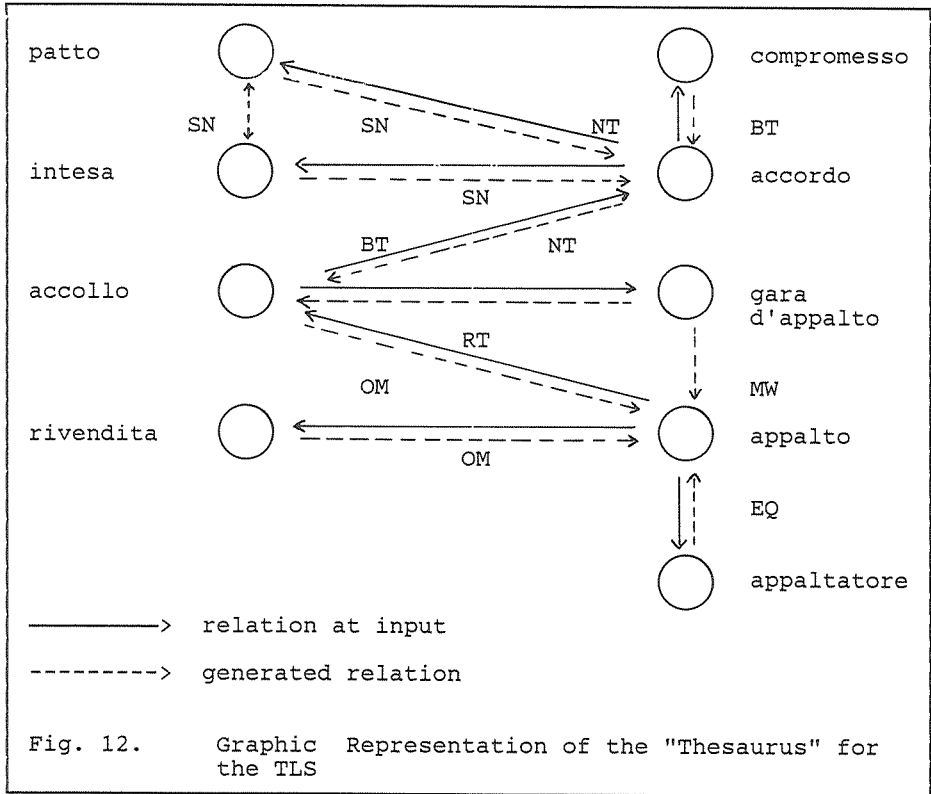 patto compromesso
SN SN NT BT
intesa accordo
SN
BT NT
accollo gara
d'appalto
RT
OM MW
rivendita appalto
OM
EQ
appaltatore
relation at input
generated relation
Fig. 12. Graphic Representation of the "Thesaurus" for
the TLS